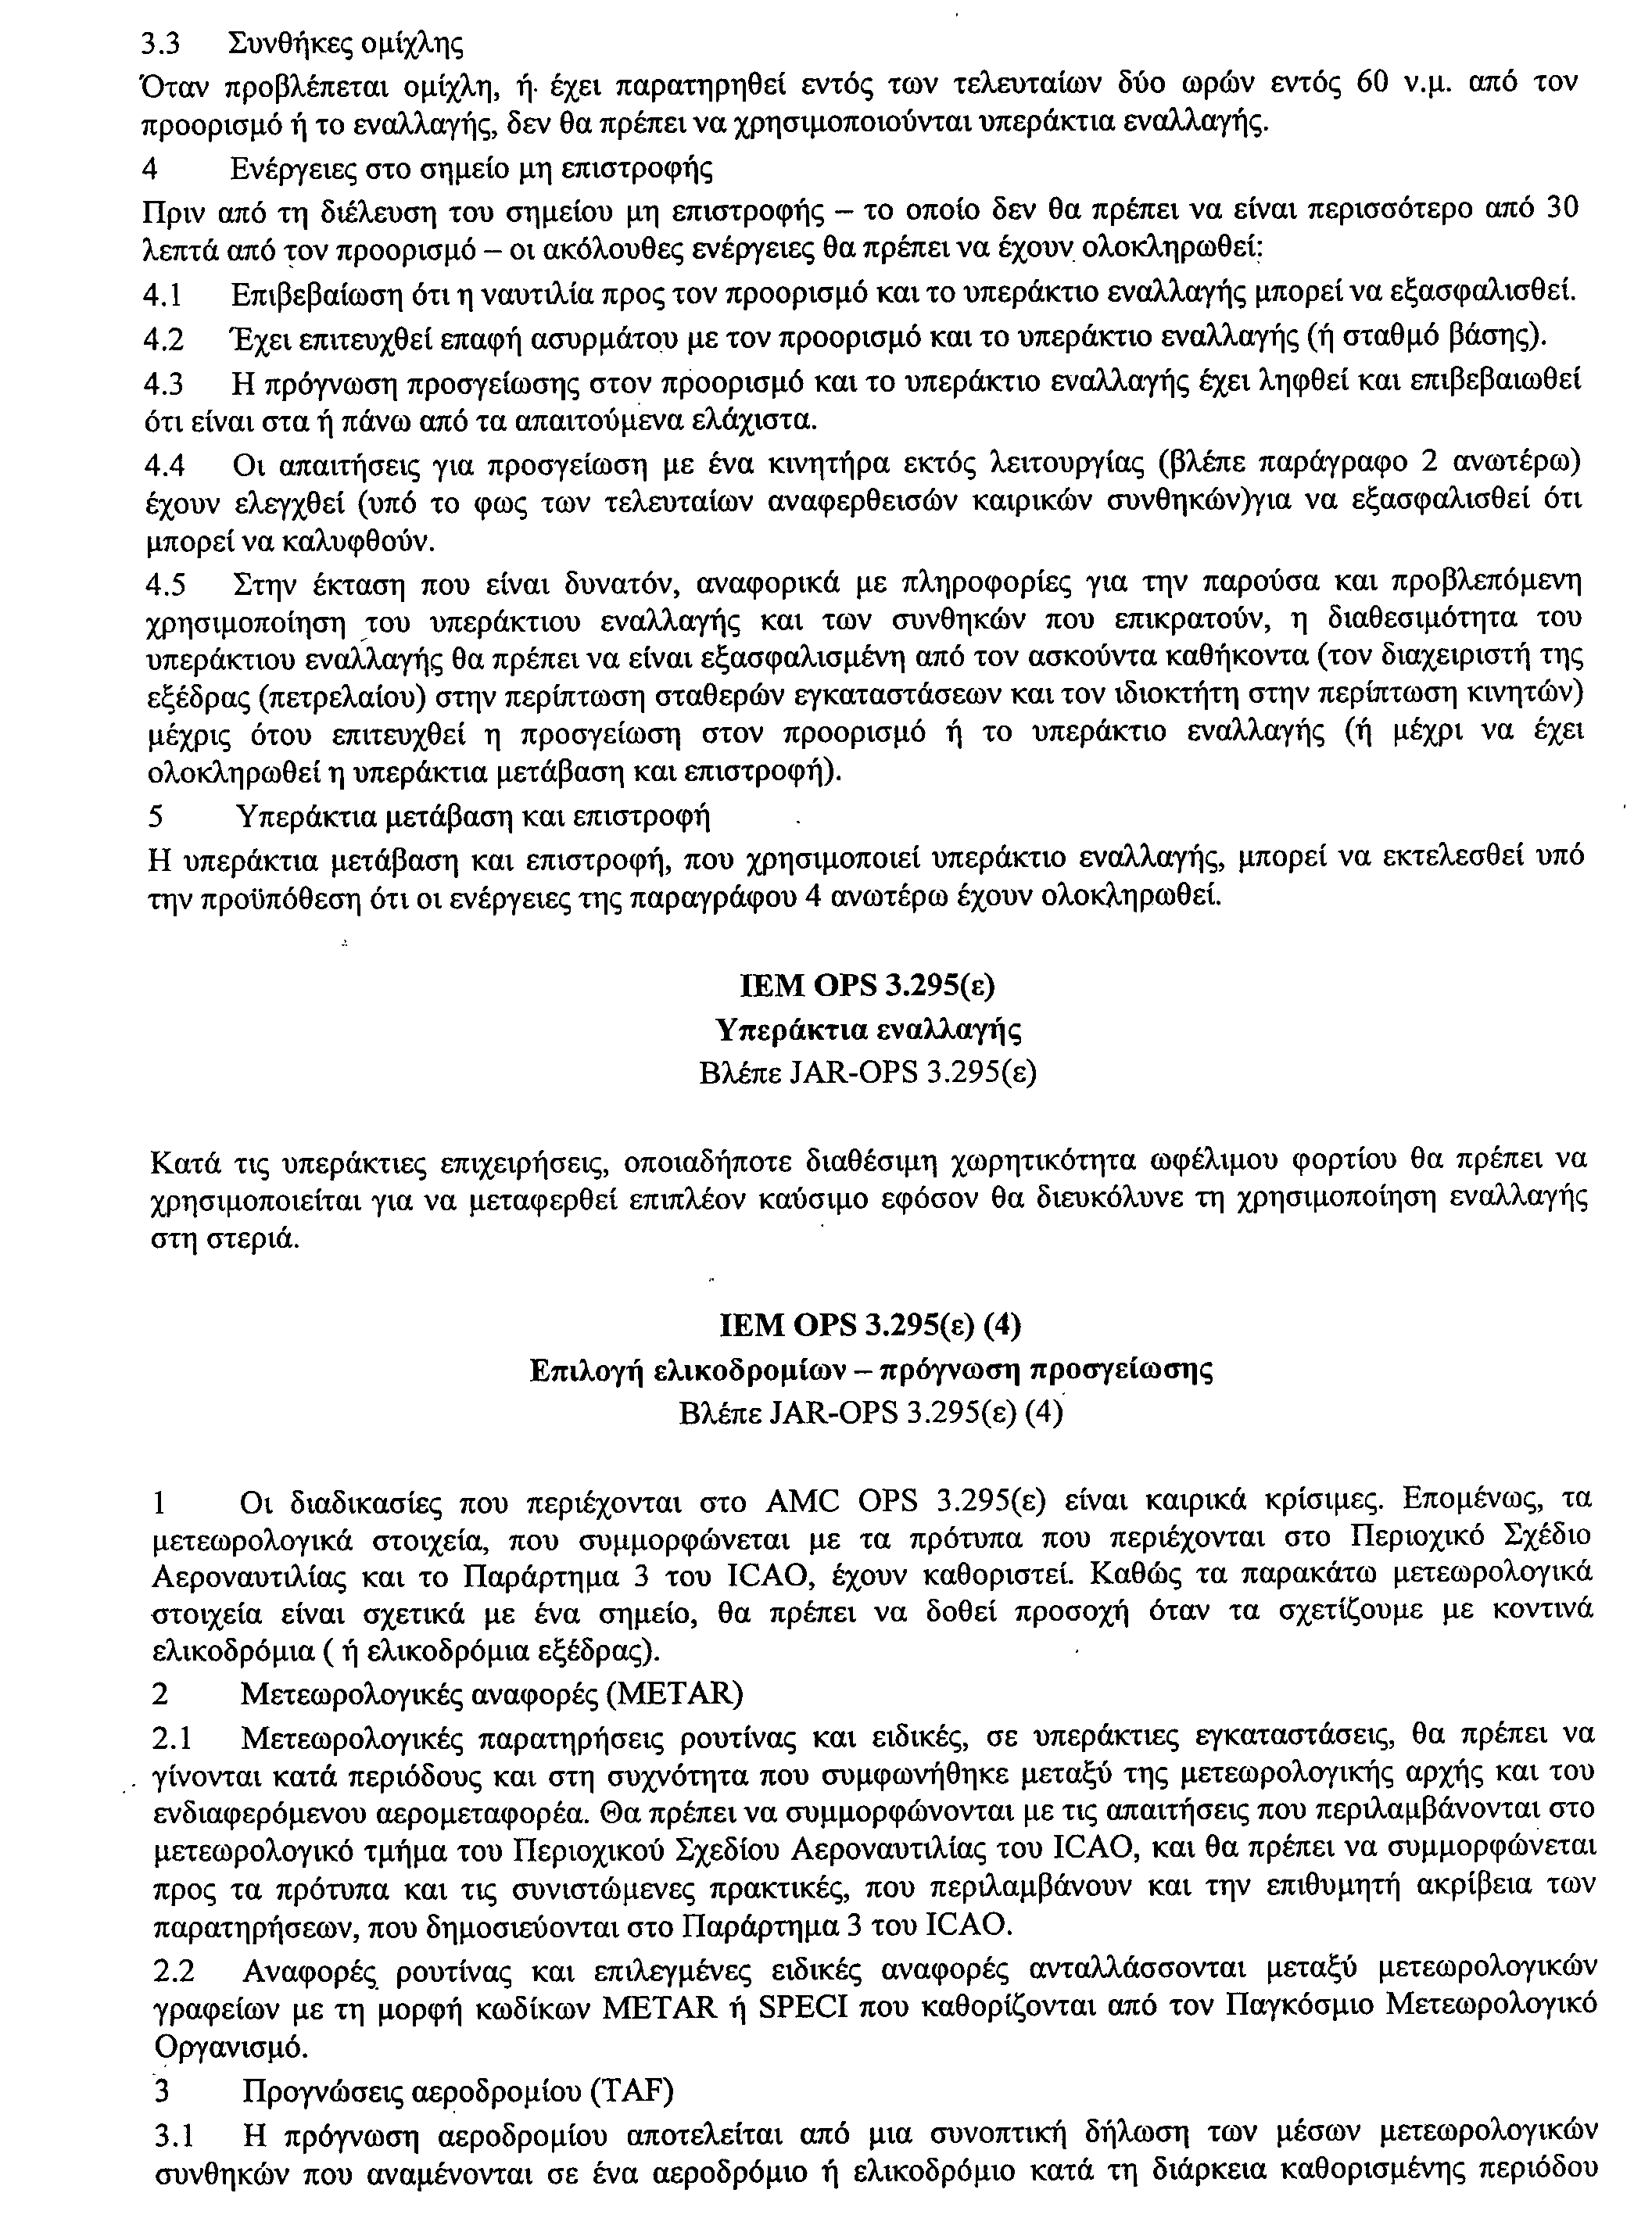 3.3 Συνθήκες ομίχλης
Όταν προβλέπεται ομίχλη, ή έχει παρατηρηθεί εντός των τελευταίων δύο ωρών εντός 60 ν.μ. από τον
προορισμό ή το εναλλαγής, δεν θα πρέπει να χρησιμοποιούνται υπεράκτια εναλλαγής.
4 Ενέργειες στο σημείο μη επιστροφής
Πριν από τη διέλευση του σημείου μη επιστροφής – το οποίο δεν θα πρέπει να είναι περισσότερο από 30
λεπτά από τον προορισμό – οι ακόλουθες ενέργειες θα πρέπει να έχουν ολοκληρωθεί:
4.1 Επιβεβαίωση ότι η ναυτιλία προς τον προορισμό και το υπεράκτιο εναλλαγής μπορεί να εξασφαλισθεί.
4.2 Έχει επιτευχθεί επαφή ασυρμάτου με τον προορισμό και το υπεράκτιο εναλλαγής (ή σταθμό βάσης).
4.3 Η πρόγνωση προσγείωσης στον προορισμό και το υπεράκτιο εναλλαγής έχει ληφθεί και επιβεβαιωθεί
ότι είναι στα ή πάνω από τα απαιτούμενα ελάχιστα.
4.4 Οι απαιτήσεις για προσγείωση με ένα κινητήρα εκτός λειτουργίας (βλέπε παράγραφο 2 ανωτέρω)
έχουν ελεγχθεί (υπό το φως των τελευταίων αναφερθεισών καιρικών συνθηκών)για να εξασφαλισθεί ότι
μπορεί να καλυφθούν.
4.5 Στην έκταση που είναι δυνατόν, αναφορικά με πληροφορίες για την παρούσα και προβλεπόμενη
χρησιμοποίηση του υπεράκτιου εναλλαγής και των συνθηκών που επικρατούν, η διαθεσιμότητα του
υπεράκτιου εναλλαγής θα πρέπει να είναι εξασφαλισμένη από τον ασκούντα καθήκοντα (τον διαχειριστή της
εξέδρας (πετρελαίου) στην περίπτωση σταθερών εγκαταστάσεων και τον ιδιοκτήτη στην περίπτωση κινητών)
μέχρις ότου επιτευχθεί η προσγείωση στον προορισμό ή το υπεράκτιο εναλλαγής (ή μέχρι να έχει
ολοκληρωθεί η υπεράκτια μετάβαση και επιστροφή).
5 Υπεράκτια μετάβαση και επιστροφή
Η υπεράκτια μετάβαση και επιστροφή, που χρησιμοποιεί υπεράκτιο εναλλαγής, μπορεί να εκτελεσθεί υπό
την προϋπόθεση ότι οι ενέργειες της παραγράφου 4 ανωτέρω έχουν ολοκληρωθεί.
IEM OPS 3.295(ε)
Υπεράκτια εναλλαγής
Βλέπε JAR-OPS 3.295(ε)
Κατά τις υπεράκτιες επιχειρήσεις, οποιαδήποτε διαθέσιμη χωρητικότητα ωφέλιμου φορτίου θα πρέπει να
χρησιμοποιείται για να μεταφερθεί επιπλέον καύσιμο εφόσον θα διευκόλυνε τη χρησιμοποίηση εναλλαγής
στη στεριά.
IEM OPS 3.295(ε) (4)
Επιλογή ελικοδρομίων – πρόγνωση προσγείωσης
Βλέπε JAR-OPS 3.295(ε) (4)
1 Οι διαδικασίες που περιέχονται στο AMC OPS 3.295(ε) είναι καιρικά κρίσιμες. Επομένως, τα
μετεωρολογικά στοιχεία, που συμμορφώνεται με τα πρότυπα που περιέχονται στο Περιοχικό Σχέδιο
Αεροναυτιλίας και το Παράρτημα 3 του ICAO, έχουν καθοριστεί. Καθώς τα παρακάτω μετεωρολογικά
στοιχεία είναι σχετικά με ένα σημείο, θα πρέπει να δοθεί προσοχή όταν τα σχετίζουμε με κοντινά
ελικοδρόμια ( ή ελικοδρόμια εξέδρας).
2 Μετεωρολογικές αναφορές (METAR)
2.1 Μετεωρολογικές παρατηρήσεις ρουτίνας και ειδικές, σε υπεράκτιες εγκαταστάσεις, θα πρέπει να
γίνονται κατά περιόδους και στη συχνότητα που συμφωνήθηκε μεταξύ της μετεωρολογικής αρχής και του
ενδιαφερόμενου αερομεταφορέα. Θα πρέπει να συμμορφώνονται με τις απαιτήσεις που περιλαμβάνονται στο
μετεωρολογικό τμήμα του Περιοχικού Σχεδίου Αεροναυτιλίας του ICAO, και θα πρέπει να συμμορφώνεται
προς τα πρότυπα και τις συνιστώμενες πρακτικές, που περιλαμβάνουν και την επιθυμητή ακρίβεια των
παρατηρήσεων, που δημοσιεύονται στο Παράρτημα 3 του ICAO.
2.2 Αναφορές ρουτίνας και επιλεγμένες ειδικές αναφορές ανταλλάσσονται μεταξύ μετεωρολογικών
γραφείων με τη μορφή κωδίκων METAR ή SPECI που καθορίζονται από τον Παγκόσμιο Μετεωρολογικό
Οργανισμό.
3 Προγνώσεις αεροδρομίου (TAF)
3.1 Η πρόγνωση αεροδρομίου αποτελείται από μια συνοπτική δήλωση των μέσων μετεωρολογικών
συνθηκών που αναμένονται σε ένα αεροδρόμιο ή ελικοδρόμιο κατά τη διάρκεια καθορισμένης περιόδου